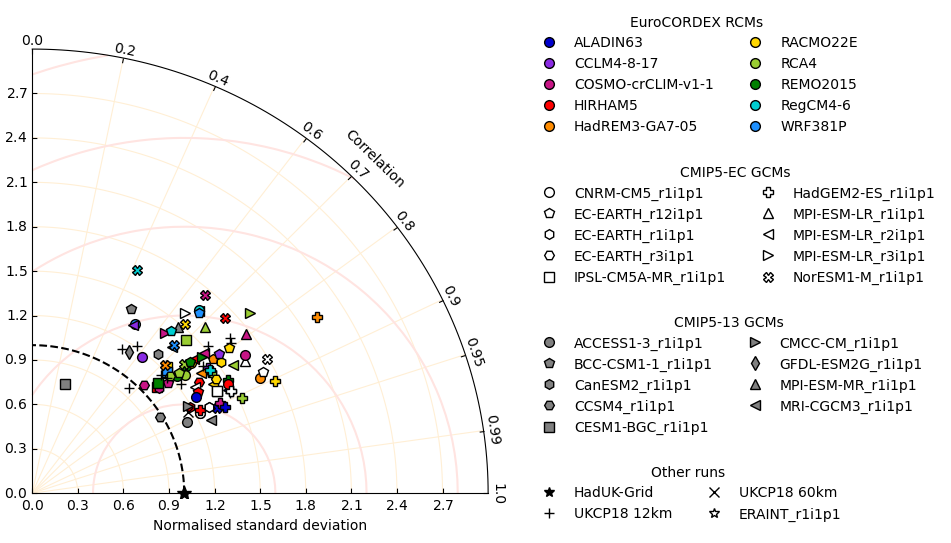 EuroCORDEX RCMs
ALADIN63
RACMO22E
CCLM4-8-17
RCA4
COSMO-crCLIM-v1-1
REMO2015
HIRHAM5
RegCM4-6
HadREM3-GA7-05
WRF381P
CMIP5-EC GCMs
CNRM-CM5_r1i1p1
HadGEM2-ES_r1i1p1
EC-EARTH_r12i1p1
MPI-ESM-LR_r1i1p1
EC-EARTH_r1i1p1
MPI-ESM-LR_r2i1p1
EC-EARTH_r3i1p1
MPI-ESM-LR_r3i1p1
IPSL-CM5A-MR_r1i1p1
NorESM1-M_r1i1p1
CMIP5-13 GCMs
ACCESS1-3_r1i1p1
CMCC-CM_r1i1p1
BCC-CSM1-1_r1i1p1
GFDL-ESM2G_r1i1p1
CanESM2_r1i1p1
MPI-ESM-MR_r1i1p1
CCSM4_r1i1p1
MRI-CGCM3_r1i1p1
CESM1-BGC_r1i1p1
Other runs
HadUK-Grid
UKCP18 60km
UKCP18 12km
ERAINT_r1i1p1
0.0
0.2
0.4
0.6
0.7
0.8
0.9
0.95
0.99
1.0
Correlation
2.7
2.4
2.1
1.8
1.5
1.2
0.9
0.6
0.3
0.0
0.0
0.3
0.6
0.9
1.2
1.5
1.8
2.1
2.4
2.7
Normalised standard deviation